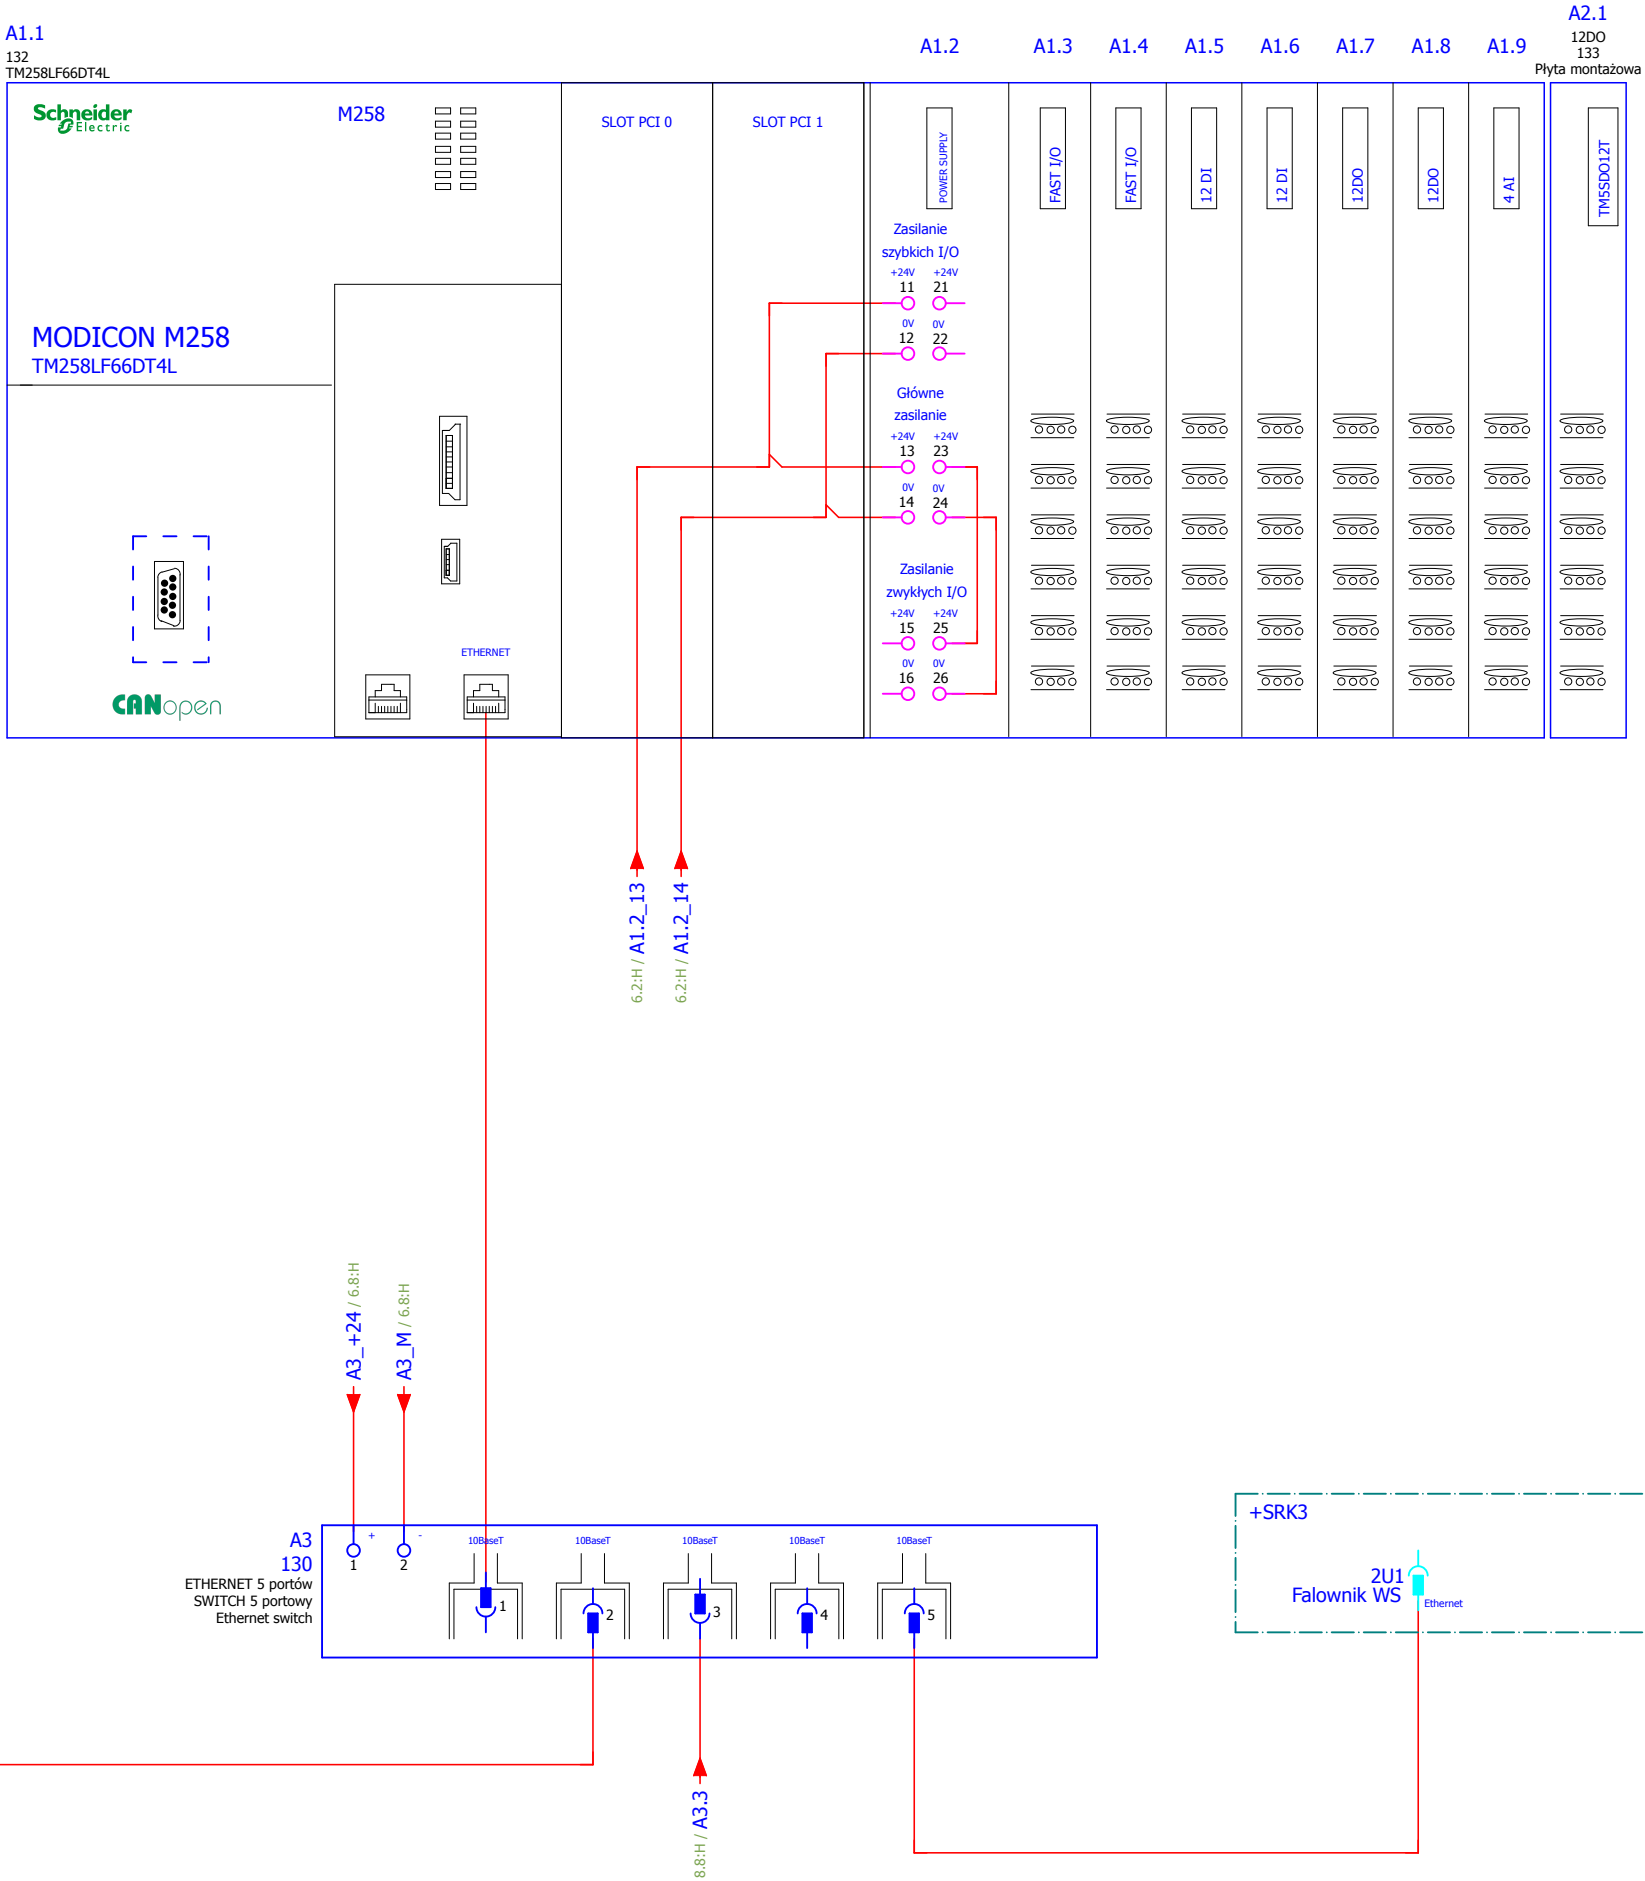 A1.1
132
TM258LF66DT4L
A1.2
A1.3
A1.4
A1.5
A1.6
A1.7
A1.8
A1.9
A2.1
12DO
133
Płyta montażowa
Schneider
Electric
M258
SLOT PCI 0
SLOT PCI 1
POWER SUPPLY
FAST I/O
FAST I/O
12 DI
12 DI
12DO
12DO
4 AI
TM5SDO12T
MODICON M258
TM258LF66DT4L
Zasilanie
szybkich I/O
+24V +24V
11 21
0V 0V
12 22
Główne
zasilanie
+24V +24V
13 23
0V 0V
14 24
Zasilanie
zwykłych I/O
+24V +24V
15 25
0V 0V
16 26
ETHERNET
CANopen
6.2:H / A1.2_13
6.2:H / A1.2_14
A3_+24 / 6.8:H
A3_M / 6.8:H
A3
130
ETHERNET 5 portów
SWITCH 5 portowy
Ethernet switch
+ -
1 2
10BaseT 10BaseT 10BaseT 10BaseT 10BaseT
1 2 3 4 5
8.8:H / A3.3
+SRK3
2U1
Falownik WS
Ethernet